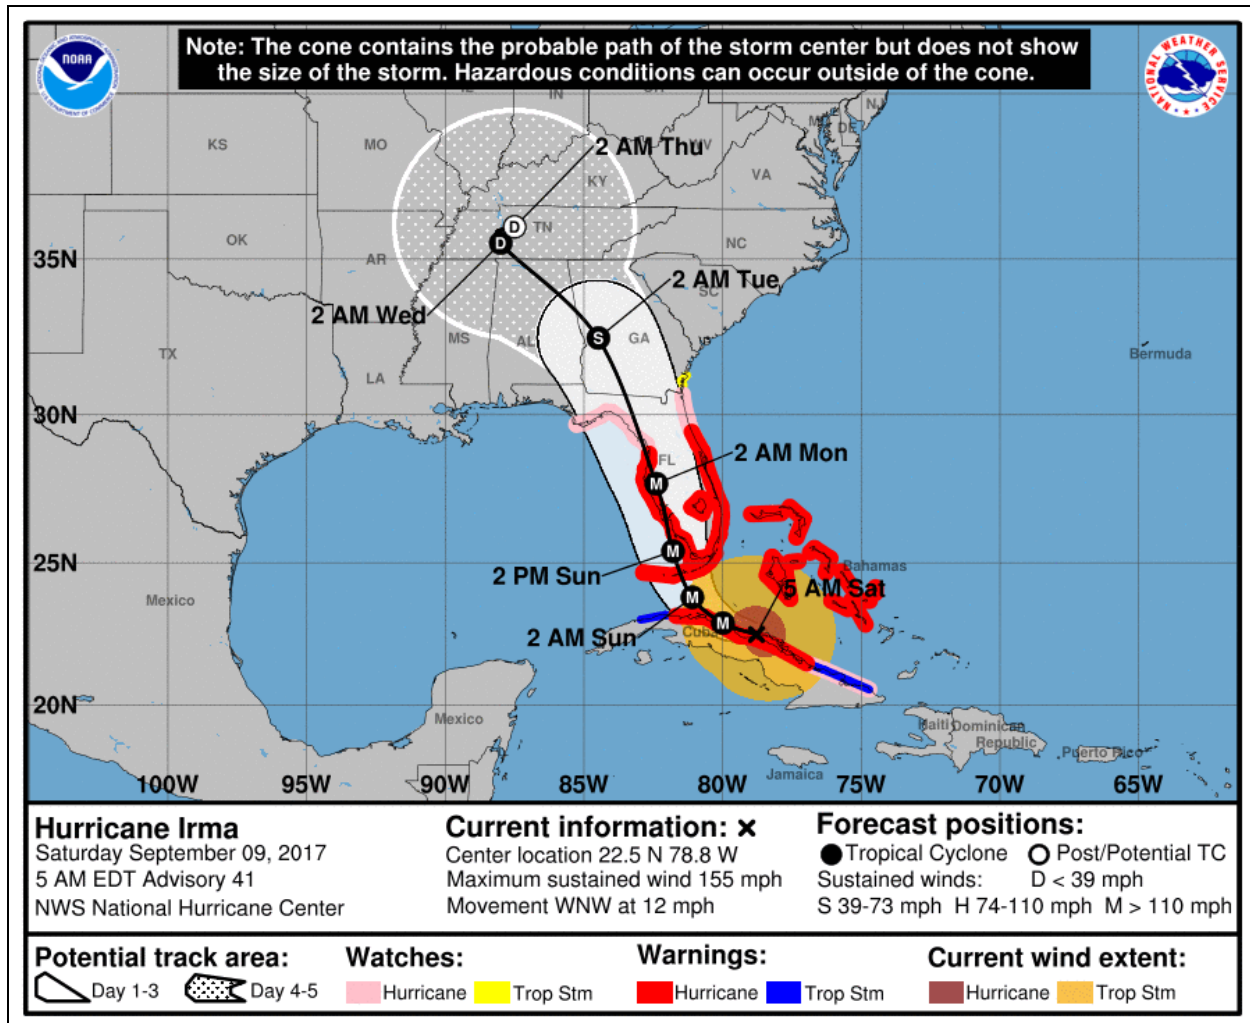 Note: The cone contains the probable path of the storm center but does not show
the size of the storm. Hazardous conditions can occur outside of the cone.
NOAA
NATIONAL WEATHER SERVICE
IN
NJ
DE
KS
MO
2 AM Thu
WV
KY
VA
OK
D
TN
D
NC
35N
AR
2 AM Tue
SC
2 AM Wed
MS
AL
S
GA
TX
LA
Bermuda
30N
FL
2 AM Mon
M
25N
2 PM Sun
M
Bahamas
5 AM Sat
Mexico
M
M
2 AM Sun
Cuba
20N
Mexico
Haiti
Dominican
Republic
Puerto Rico
Jamaica
100W 95W 90W 85W 80W 75W 70W 65W
Hurricane Irma
Saturday September 09, 2017
5 AM EDT Advisory 41
NWS National Hurricane Center
Current information: ×
Center location 22.5 N 78.8 W
Maximum sustained wind 155 mph
Movement WNW at 12 mph
Forecast positions:
Tropical Cyclone Post/Potential TC
Sustained winds: D < 39 mph
S 39-73 mph H 74-110 mph M > 110 mph
Potential track area:
Day 1-3 Day 4-5
Watches:
Hurricane Trop Stm
Warnings:
Hurricane Trop Stm
Current wind extent:
Hurricane Trop Stm